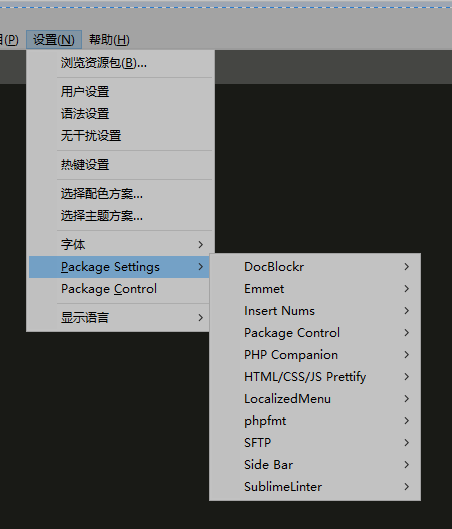 (P) 设置(N) 帮助(H)
浏览资源包(B)...
用户设置
语法设置
无干扰设置
热键设置
选择配色方案...
选择主题方案...
字体
Package Settings
Package Control
显示语言
DocBlockr
Emmet
Insert Nums
Package Control
PHP Companion
HTML/CSS/JS Prettify
LocalizedMenu
phpfmt
SFTP
Side Bar
SublimeLinter